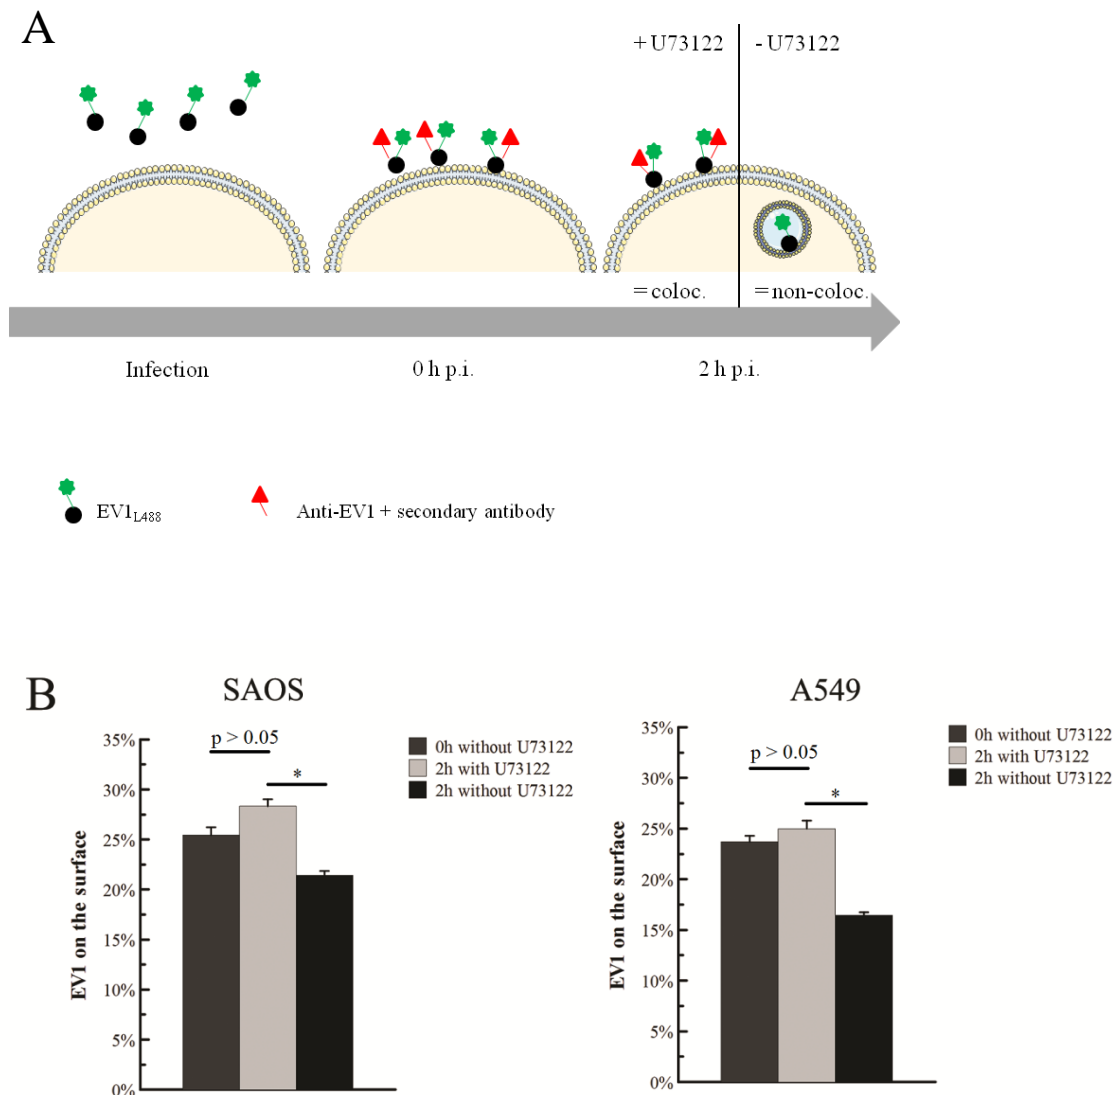 A
+ U73122
- U73122
= coloc.
= non-coloc.
Infection
0 h p.i.
2 h p.i.
EV1L488
Anti-EV1 + secondary antibody
B
SAOS
EV1 on the surface
35%
30%
25%
20%
15%
10%
5%
0%
p > 0.05
*
0h without U73122
2h with U73122
2h without U73122
A549
EV1 on the surface
35%
30%
25%
20%
15%
10%
5%
0%
p > 0.05
*
0h without U73122
2h with U73122
2h without U73122